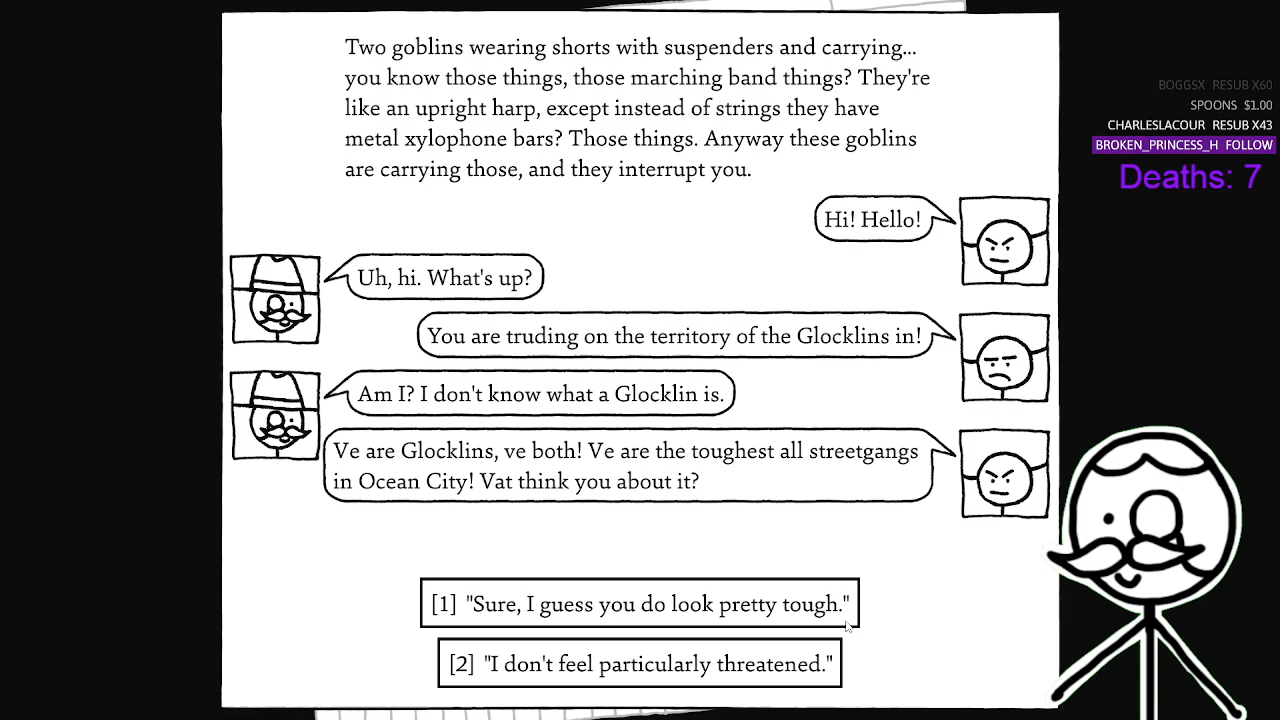 Two goblins wearing shorts with suspenders and carrying...
you know those things, those marching band things? They're
like an upright harp, except instead of strings they have
metal xylophone bars? Those things. Anyway these goblins
are carrying those, and they interrupt you.
BOGGSX RESUB X60
SPOONS $1.00
CHARLESLACOUR RESUB X43
BROKEN_PRINCESS_H FOLLOW
Deaths: 7
Hi! Hello!
Uh, hi. What's up?
You are truding on the territory of the Glocklins in!
Am I? I don't know what a Glocklin is.
Ve are Glocklins, ve both! Ve are the toughest all streetgangs
in Ocean City! Vat think you about it?
[1] "Sure, I guess you do look pretty tough."
[2] "I don't feel particularly threatened."